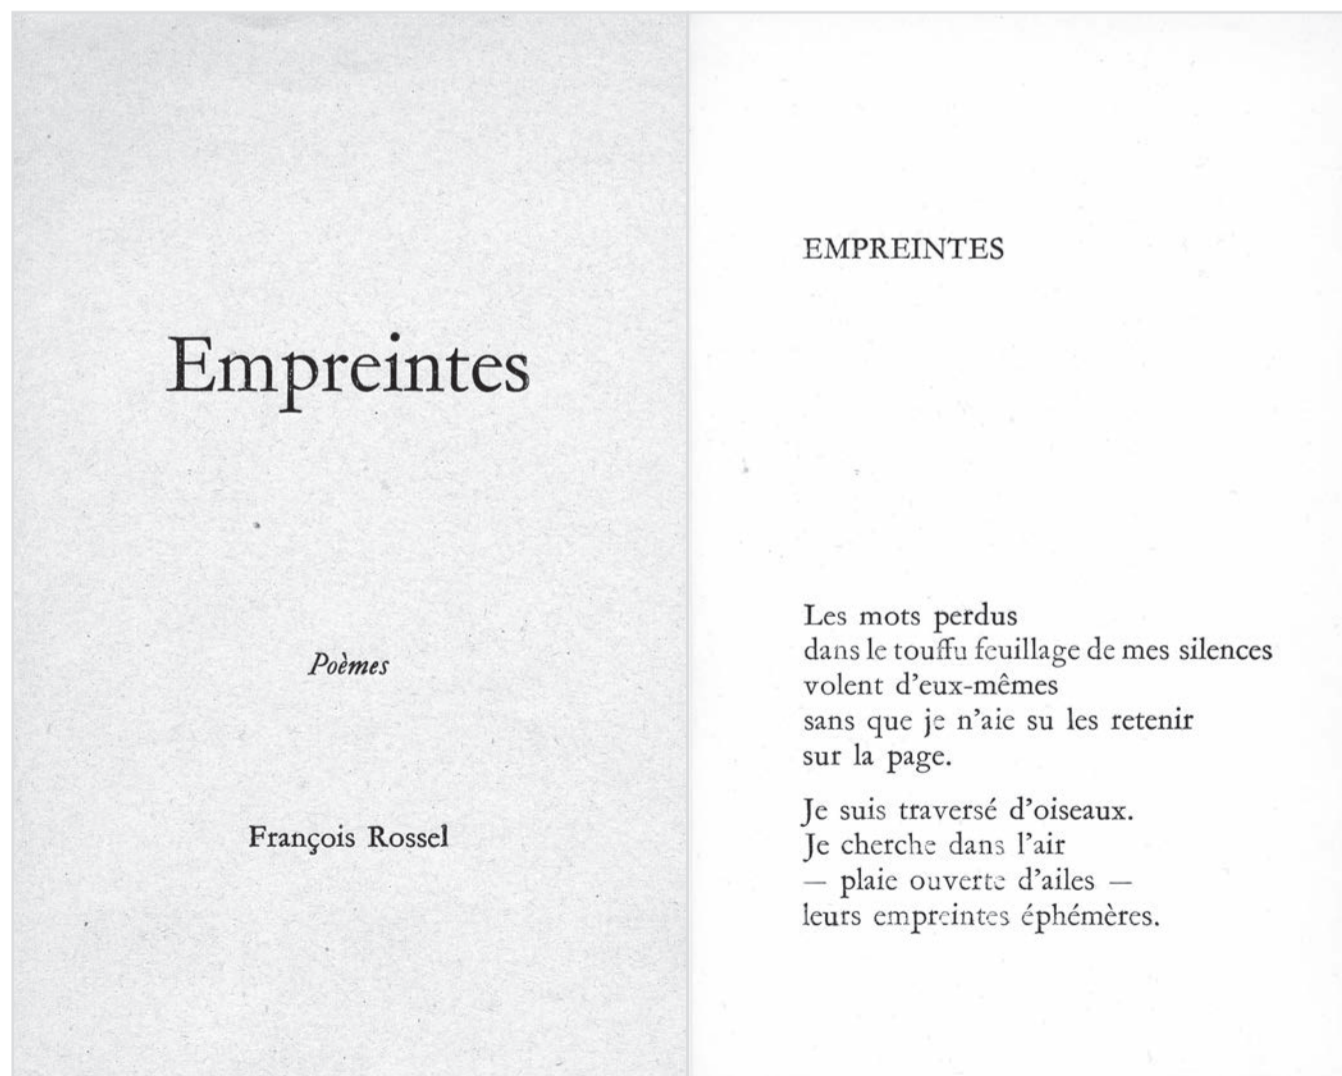 Empreintes
Poèmes
François Rossel
EMPREINTES
Les mots perdus
dans le touffu feuillage de mes silences
volent d’eux-mêmes
sans que je n’aie su les retenir
sur la page.
Je suis traversé d’oiseaux.
Je cherche dans l’air
— plaie ouverte d’ailes —
leurs empreintes éphémères.